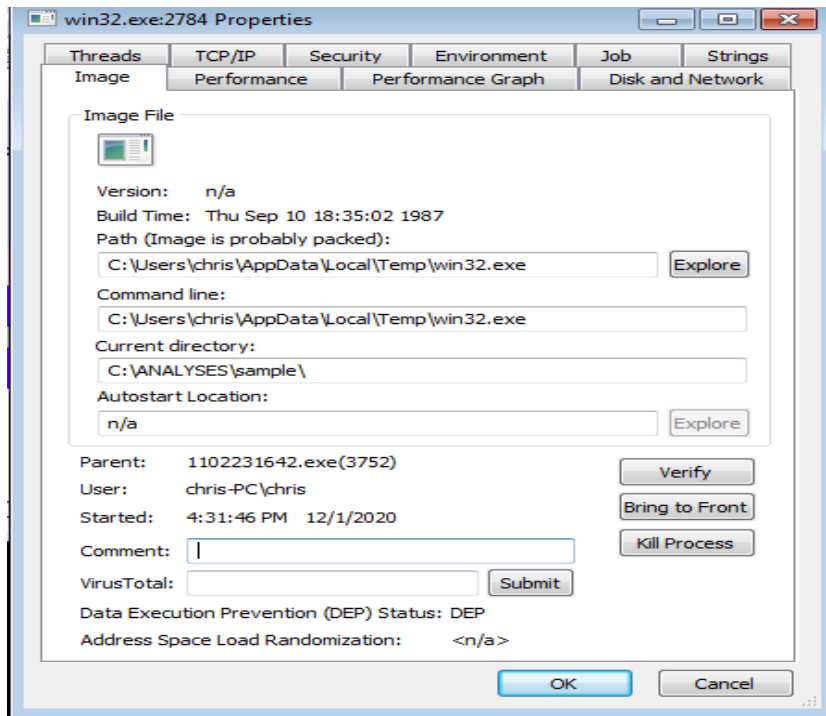 win32.exe:2784 Properties
Threads TCP/IP Security Environment Job Strings
Image Performance Performance Graph Disk and Network
Image File
Version: n/a
Build Time: Thu Sep 10 18:35:02 1987
Path (Image is probably packed):
C:\Users\chris\AppData\Local\Temp\win32.exe Explore
Command line:
C:\Users\chris\AppData\Local\Temp\win32.exe
Current directory:
C:\ANALYSES\sample\
Autostart Location:
n/a Explore
Parent: 1102231642.exe(3752)
Verify
User: chris-PC\chris
Bring to Front
Started: 4:31:46 PM 12/1/2020
Kill Process
Comment:
VirusTotal: Submit
Data Execution Prevention (DEP) Status: DEP
Address Space Load Randomization: <n/a>
OK Cancel